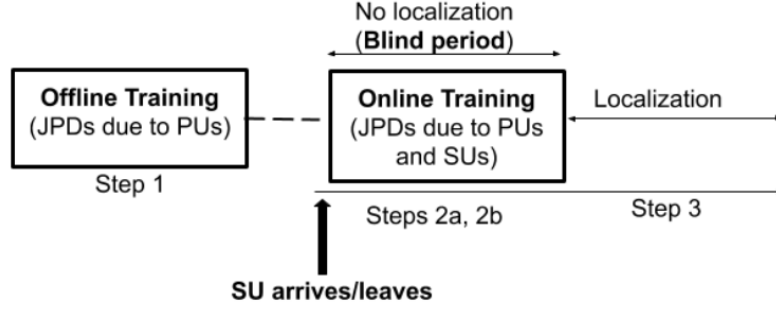 No localization
(Blind period)
Offline Training
(JPDs due to PUs)
Step 1
Online Training
(JPDs due to PUs
and SUs)
Localization
Steps 2a, 2b
Step 3
SU arrives/leaves